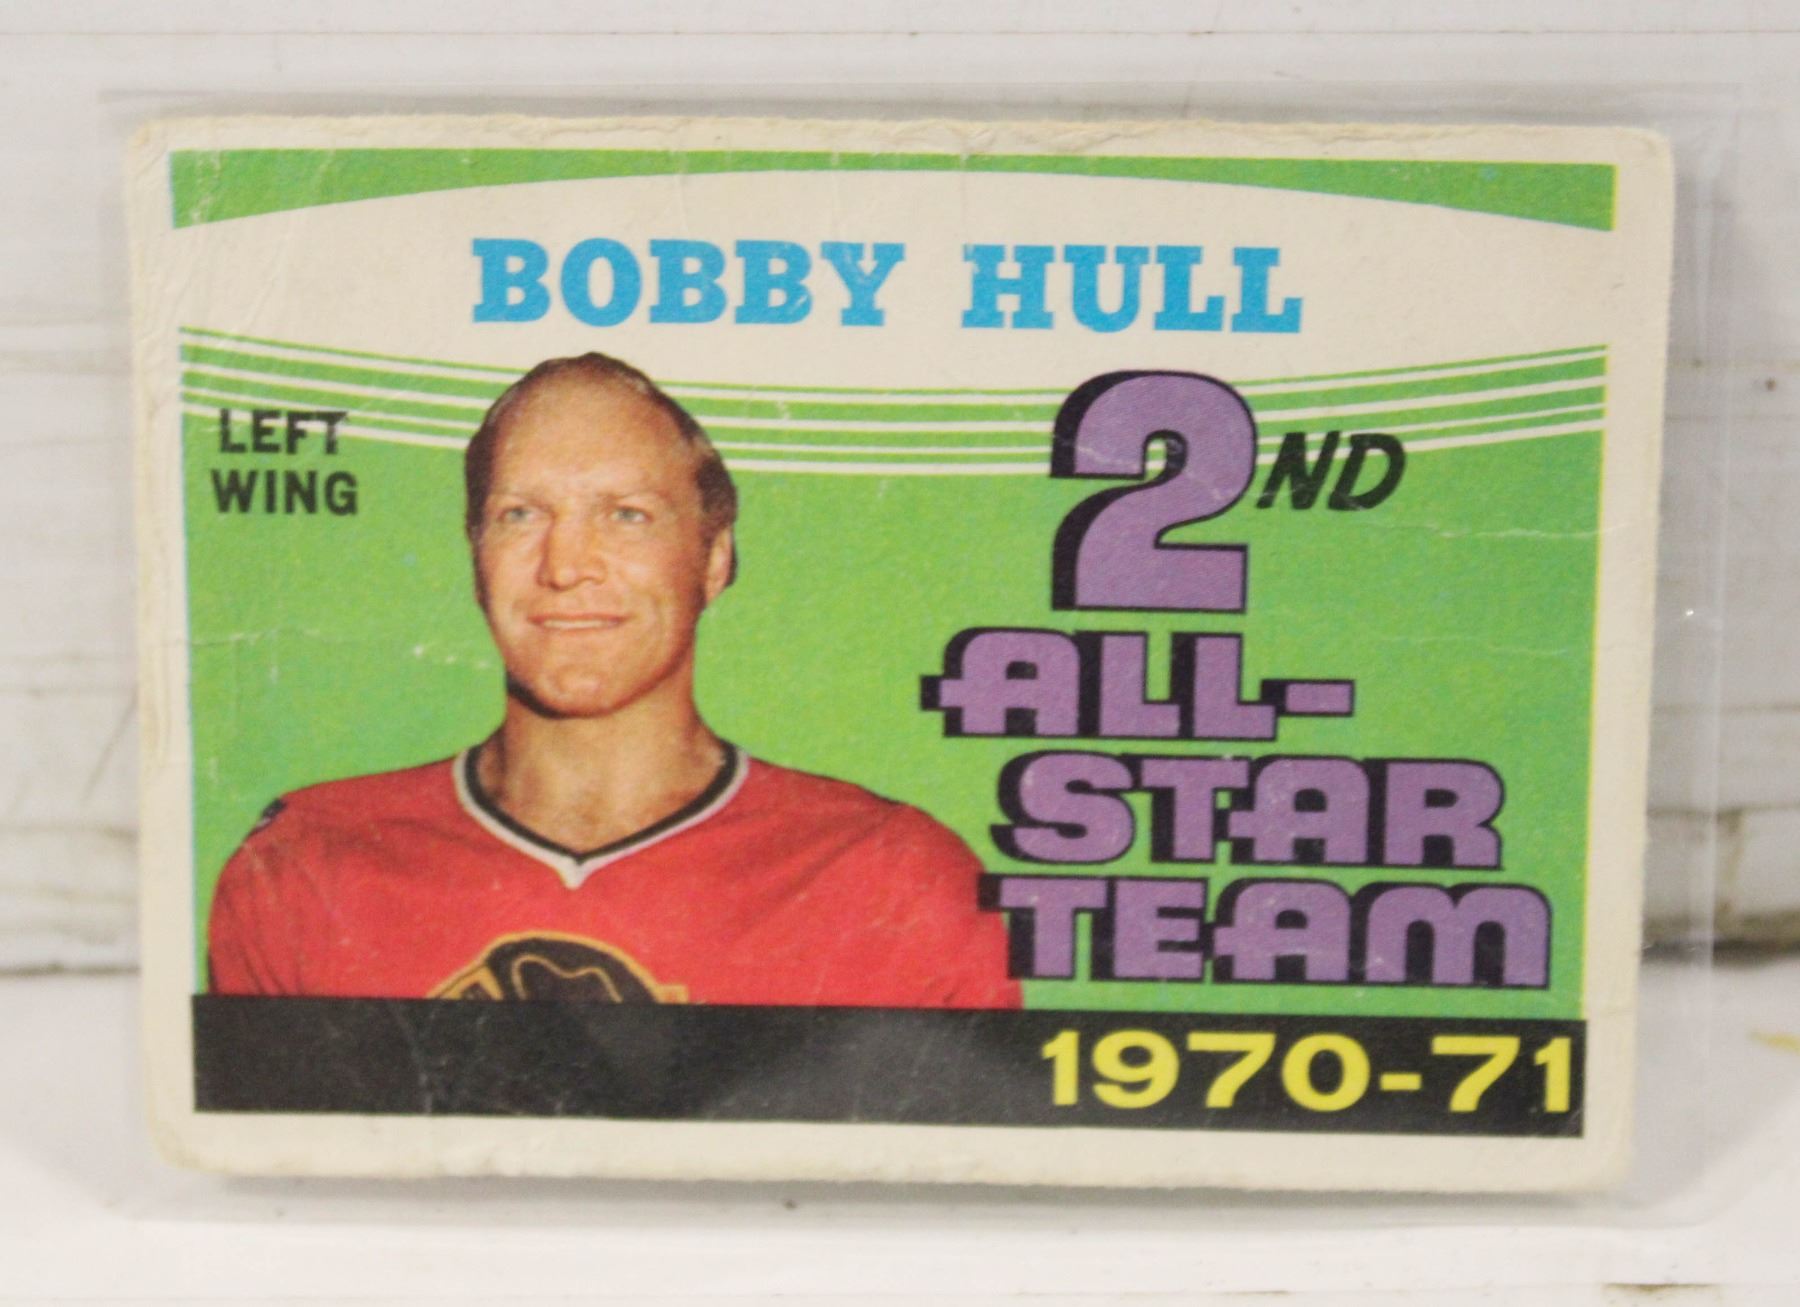 BOBBY HULL
LEFT
WING
2ND
ALL-
STAR
TEAM
1970-71